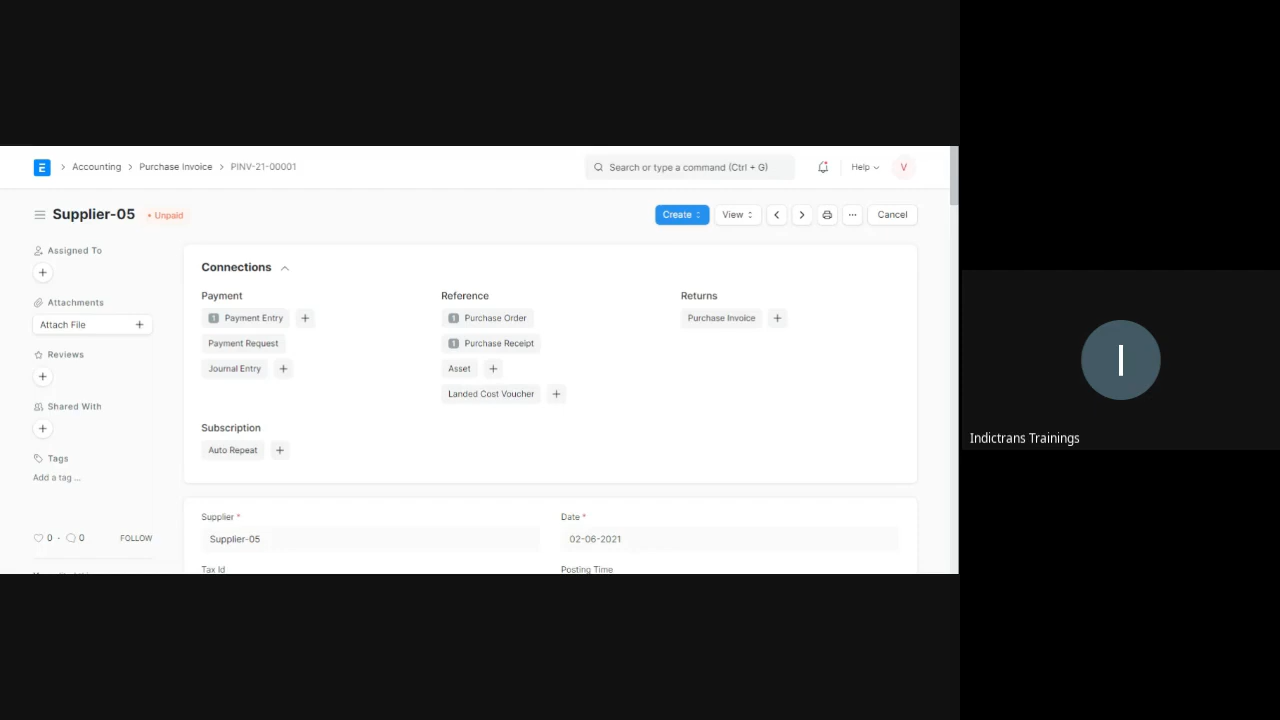 E > Accounting > Purchase Invoice > PINV-21-00001
Search or type a command (Ctrl + G)
Help
V
Supplier-05 • Unpaid
Create
View
...
Cancel
Assigned To
+
Attachments
Attach File +
Reviews
+
Shared With
+
Tags
Add a tag ...
0 · 0 FOLLOW
Connections
Payment
1 Payment Entry +
Payment Request
Journal Entry +
Reference
1 Purchase Order
1 Purchase Receipt
Asset +
Landed Cost Voucher +
Returns
Purchase Invoice +
Subscription
Auto Repeat +
Supplier *
Supplier-05
Tax Id
Date *
02-06-2021
Posting Time
I
Indictrans Trainings